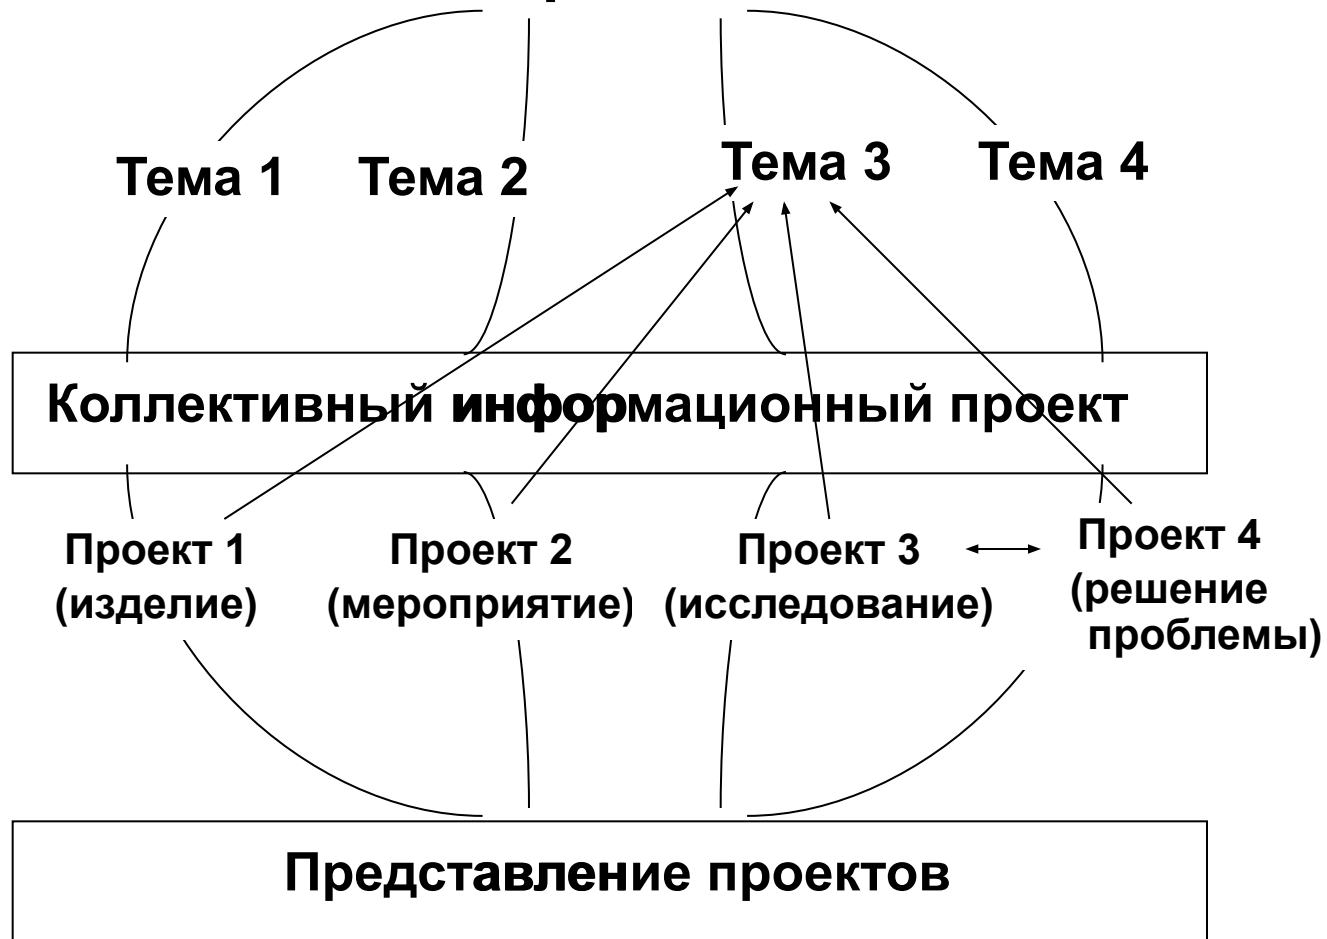 Тема 1 Тема 2 Тема 3 Тема 4
Коллективный информационный проект
Проект 1 Проект 2 Проект 3 Проект 4
(изделие) (мероприятие) (исследование) (решение
проблемы)
Представление проектов